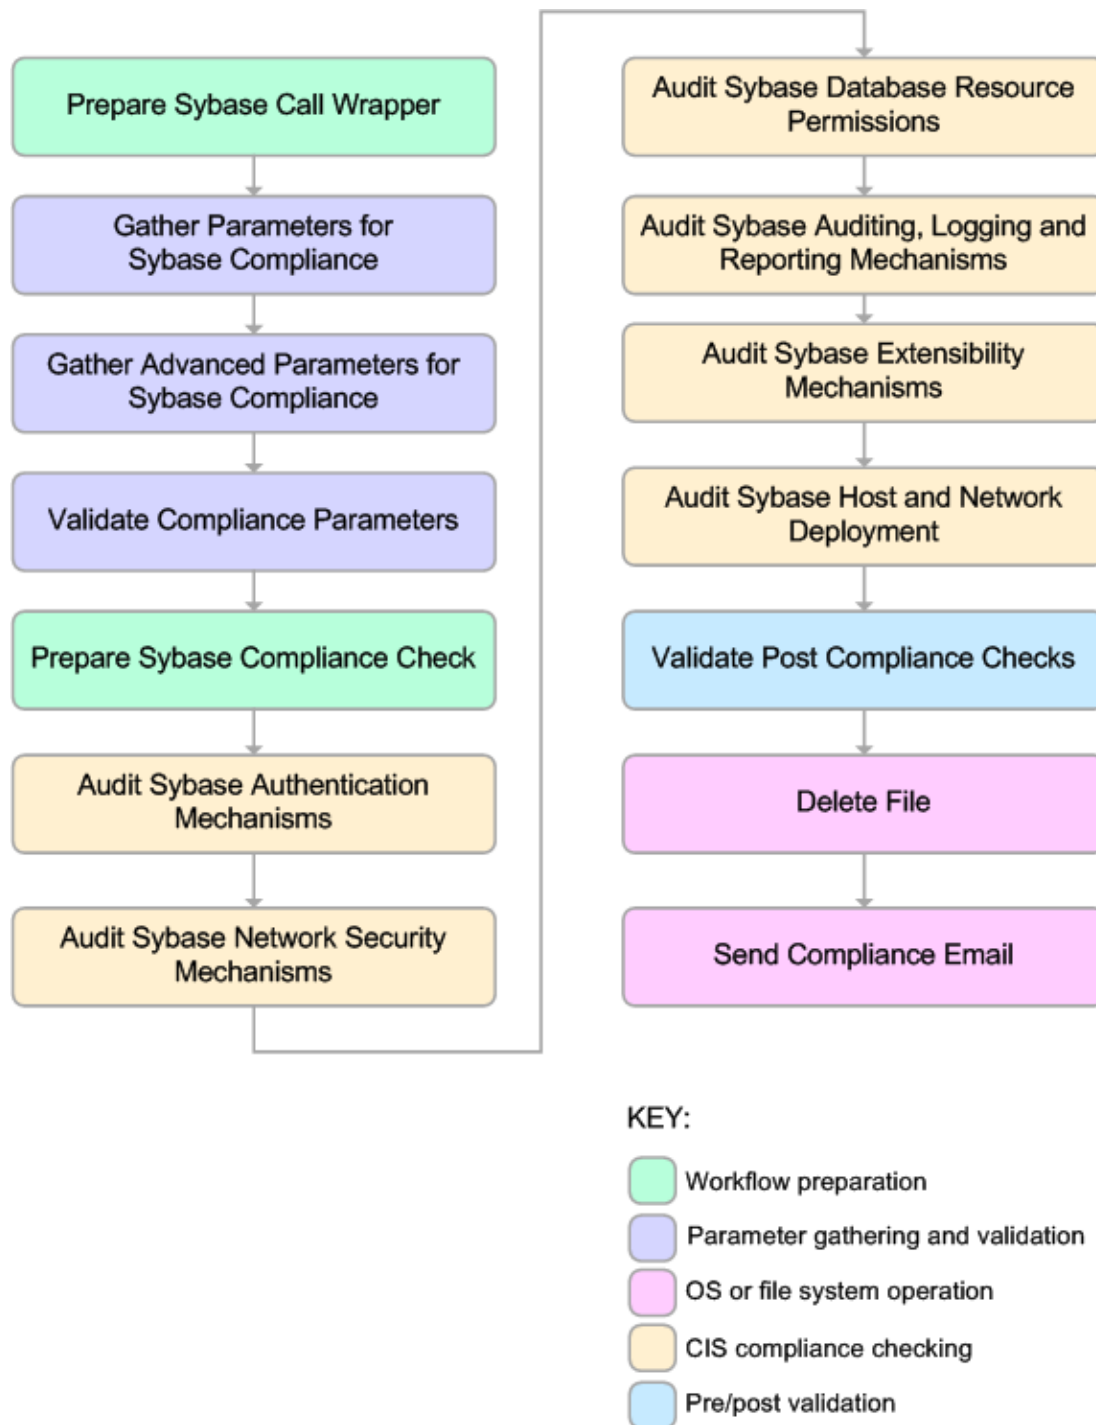 Prepare Sybase Call Wrapper
Gather Parameters for
Sybase Compliance
Gather Advanced Parameters for
Sybase Compliance
Validate Compliance Parameters
Prepare Sybase Compliance Check
Audit Sybase Authentication
Mechanisms
Audit Sybase Network Security
Mechanisms
Audit Sybase Database Resource
Permissions
Audit Sybase Auditing, Logging and
Reporting Mechanisms
Audit Sybase Extensibility
Mechanisms
Audit Sybase Host and Network
Deployment
Validate Post Compliance Checks
Delete File
Send Compliance Email
KEY:
Workflow preparation
Parameter gathering and validation
OS or file system operation
CIS compliance checking
Pre/post validation